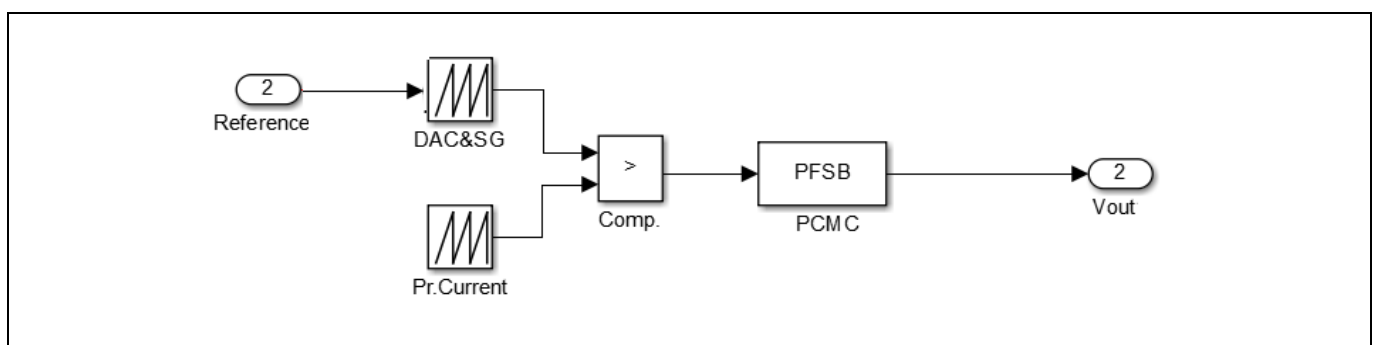 2
Reference
DAC&SG
Pr.Current
>
Comp.
PFSB
PCMC
2
Vout